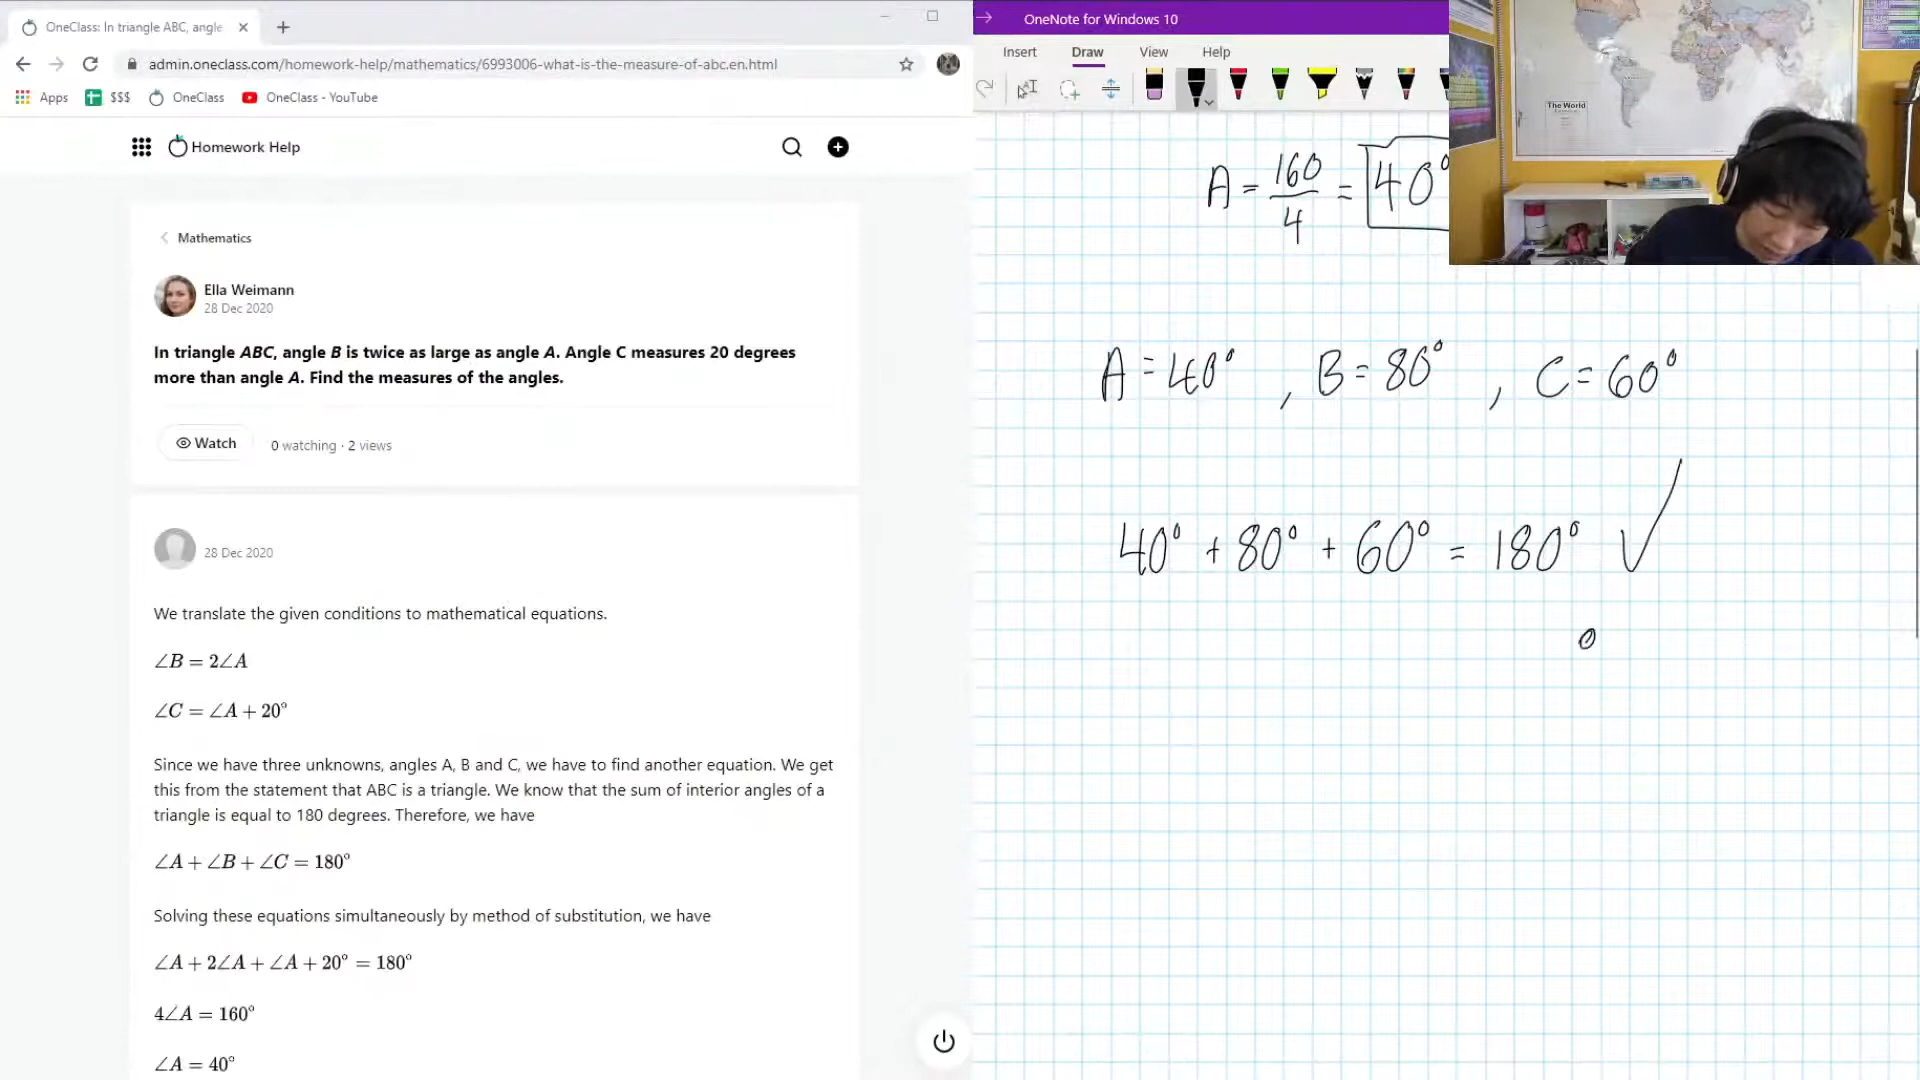 OneClass: In triangle ABC, angle
admin.oneclass.com/homework-help/mathematics/6993006-what-is-the-measure-of-abc.en.html
Apps $$$ OneClass OneClass - YouTube
Homework Help
Mathematics
Ella Weimann
28 Dec 2020
In triangle ABC, angle B is twice as large as angle A. Angle C measures 20 degrees
more than angle A. Find the measures of the angles.
Watch 0 watching · 2 views
28 Dec 2020
We translate the given conditions to mathematical equations.
∠B = 2∠A
∠C = ∠A + 20°
Since we have three unknowns, angles A, B and C, we have to find another equation. We get
this from the statement that ABC is a triangle. We know that the sum of interior angles of a
triangle is equal to 180 degrees. Therefore, we have
∠A + ∠B + ∠C = 180°
Solving these equations simultaneously by method of substitution, we have
∠A + 2∠A + ∠A + 20° = 180°
4∠A = 160°
∠A = 40°
OneNote for Windows 10
Insert Draw View Help
A = 160/4 = 40°
A = 40° , B = 80° , C = 60°
40° + 80° + 60° = 180° ✓
The World